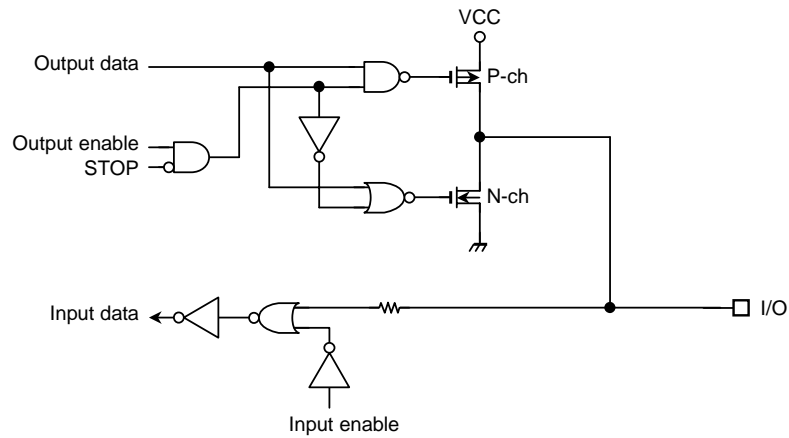 VCC
Output data
P-ch
Output enable
STOP
N-ch
Input data
I/O
Input enable